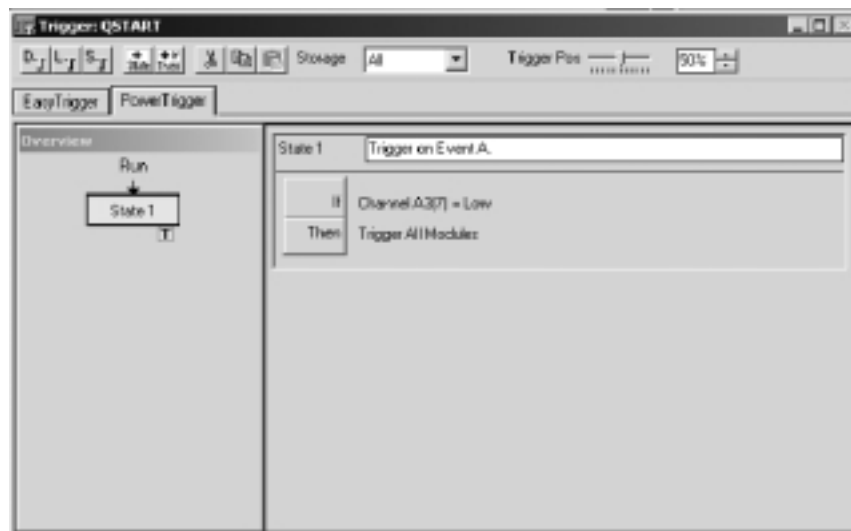 Trigger: QSTART
Storage All Trigger Pos 50%
EasyTrigger PowerTrigger
Overview
Run
State 1
T
State 1 Trigger on Event A.
If Channel A3(7) = Low
Then Trigger All Modules